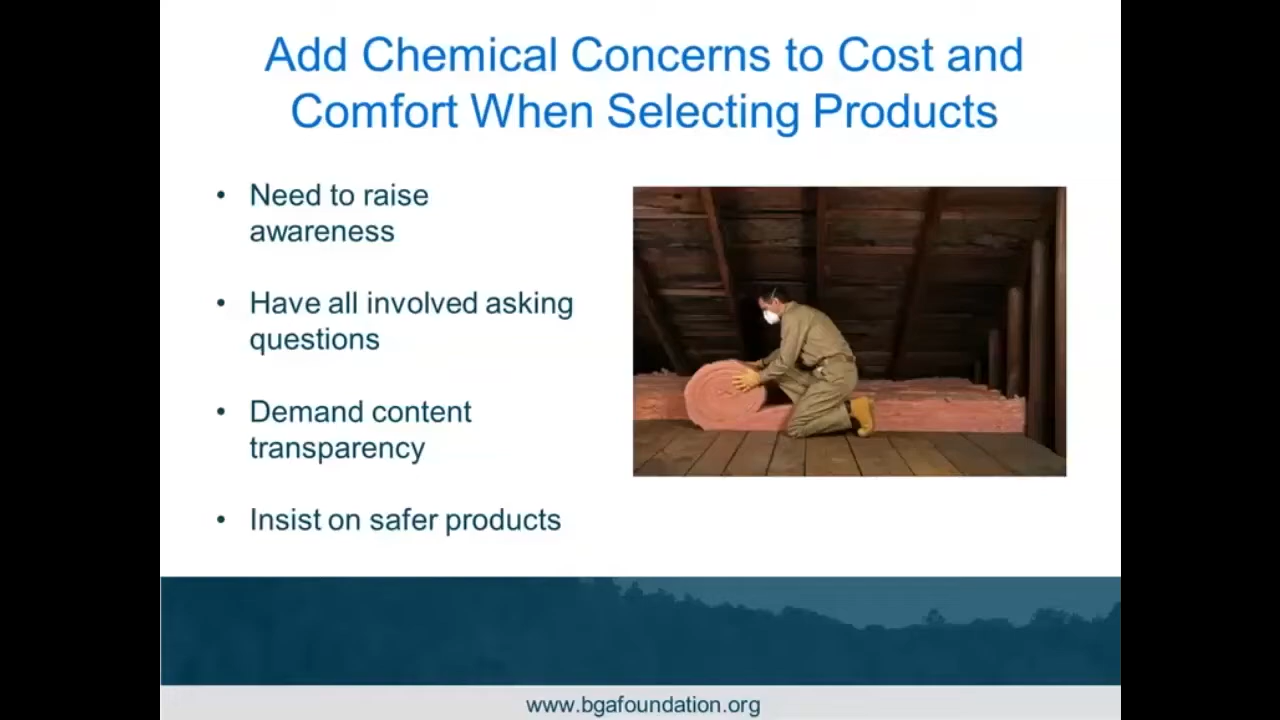 Add Chemical Concerns to Cost and
Comfort When Selecting Products
• Need to raise
awareness
• Have all involved asking
questions
• Demand content
transparency
• Insist on safer products
www.bgafoundation.org